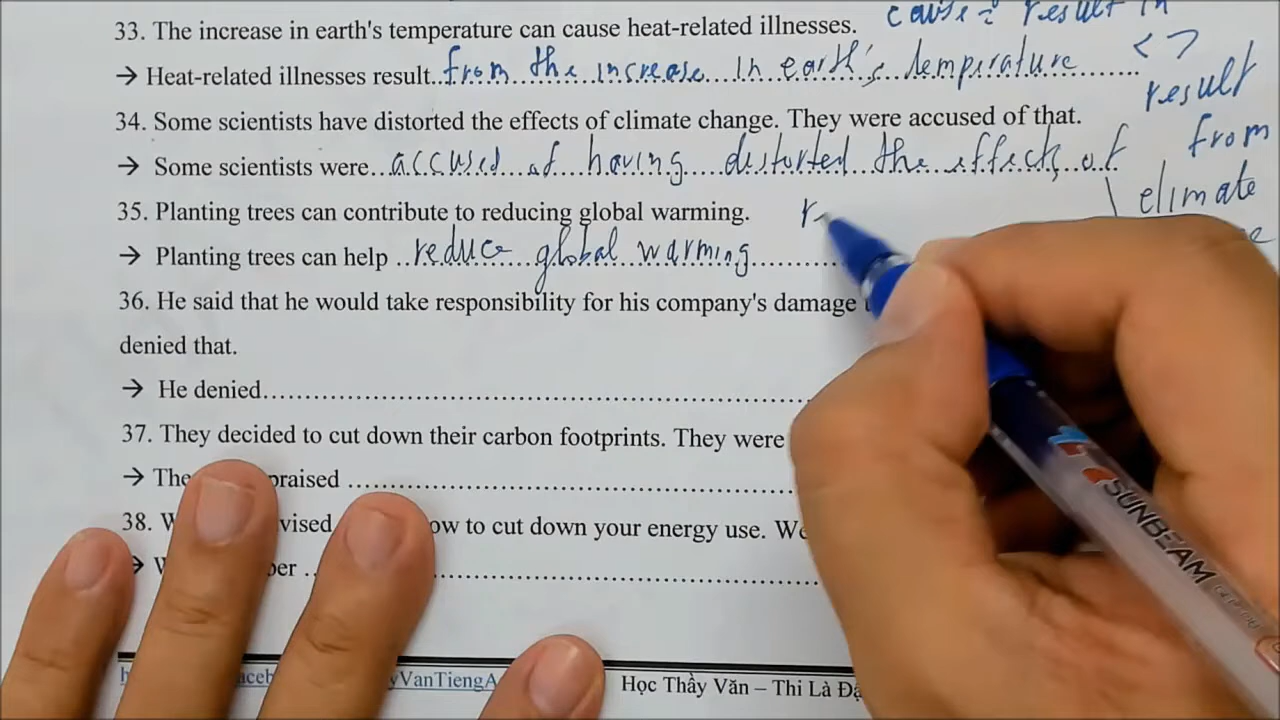 33. The increase in earth's temperature can cause heat-related illnesses. cause = result in
→ Heat-related illnesses result..from the increase in earth's temperature........ < >
result
34. Some scientists have distorted the effects of climate change. They were accused of that.
from
→ Some scientists were...accused of having distorted the effects of
climate
35. Planting trees can contribute to reducing global warming.
→ Planting trees can help ..reduce global warming............
36. He said that he would take responsibility for his company's damage
denied that.
→ He denied..........................................................................
37. They decided to cut down their carbon footprints. They were
→ praised ................................................................
38. how to cut down your energy use.
→ ................................................................
Học Thầy Văn – Thi Là
SUNBEAM